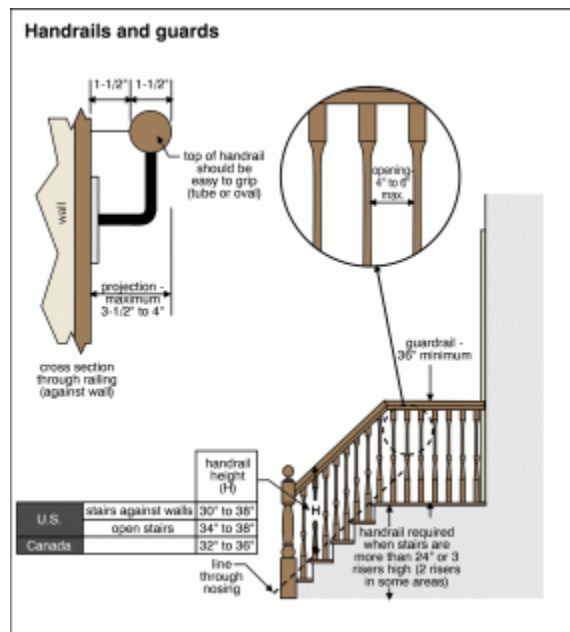 Handrails and guards
1-1/2" 1-1/2"
top of handrail
should be
easy to grip
(tube or oval)
wall
projection -
maximum
3-1/2" to 4"
cross section
through railing
(against wall)
opening-
4" to 6"
max.
guardrail -
36" minimum
handrail
height
(H)
U.S.
stairs against walls 30" to 38"
open stairs 34" to 38"
Canada 32" to 36"
H
line
through
nosing
handrail required
when stairs are
more than 24" or 3
risers high (2 risers
in some areas)